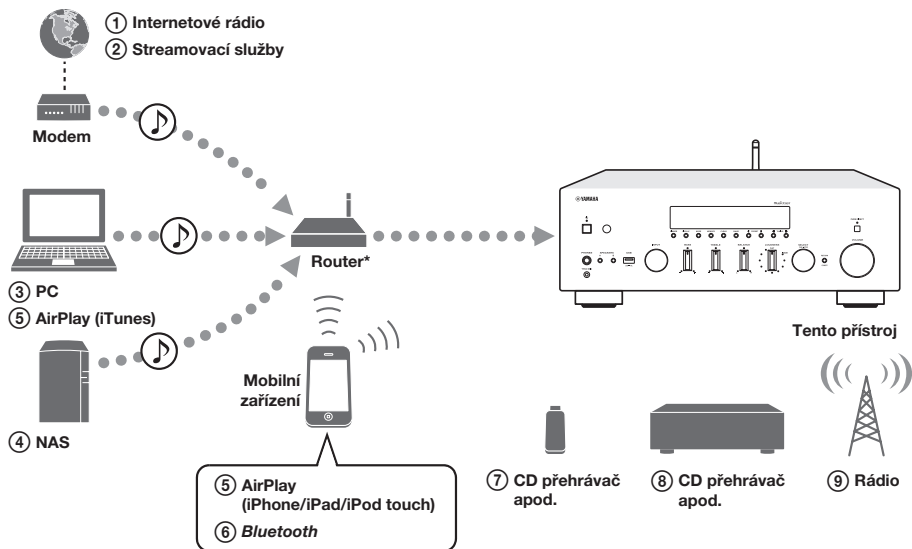 ① Internetové rádio
② Streamovací služby
Modem
③ PC
⑤ AirPlay (iTunes)
④ NAS
Router*
Mobilní
zařízení
⑤ AirPlay
(iPhone/iPad/iPod touch)
⑥ Bluetooth
YAMAHA
Tento přístroj
⑦ CD přehrávač
apod.
⑧ CD přehrávač
apod.
⑨ Rádio